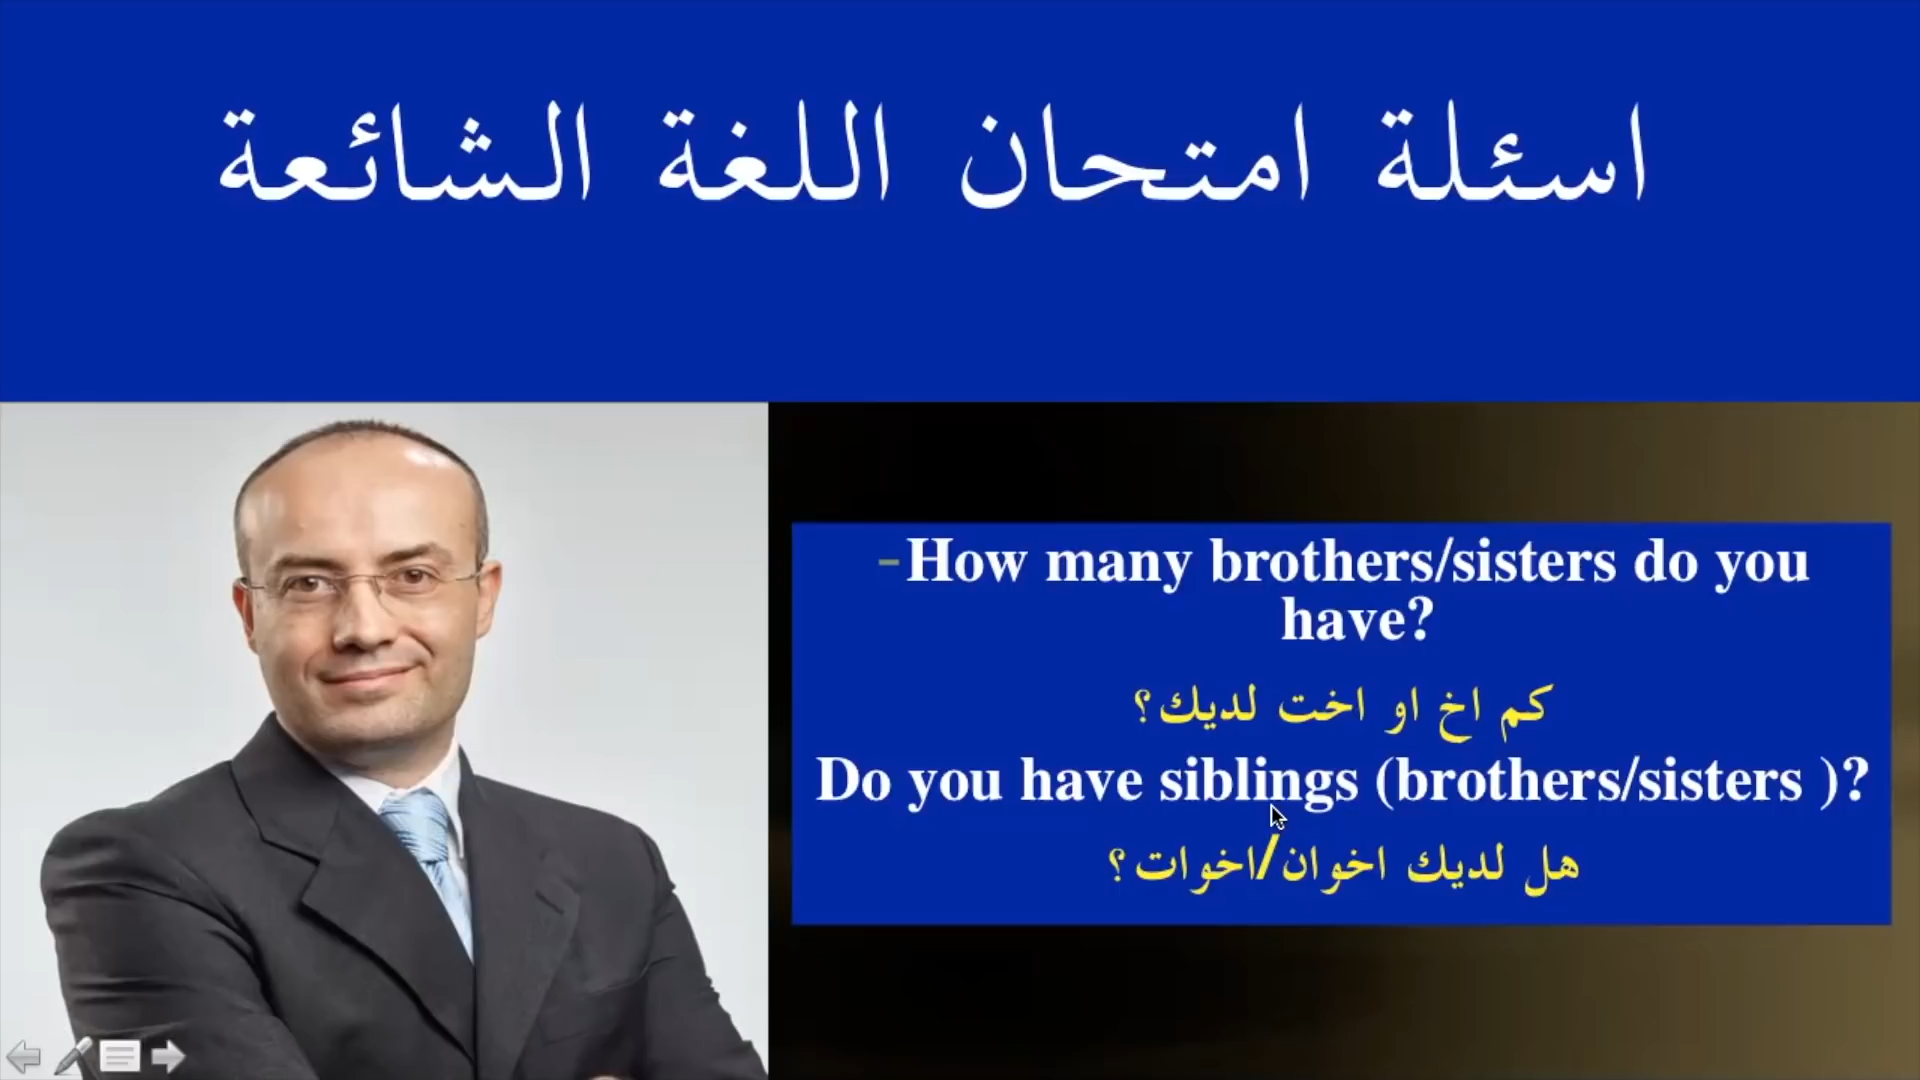 اسئلة امتحان اللغة الشائعة
-How many brothers/sisters do you
have?
كم اخ او اخت لديك؟
Do you have siblings (brothers/sisters )?
هل لديك اخوان/اخوات ؟